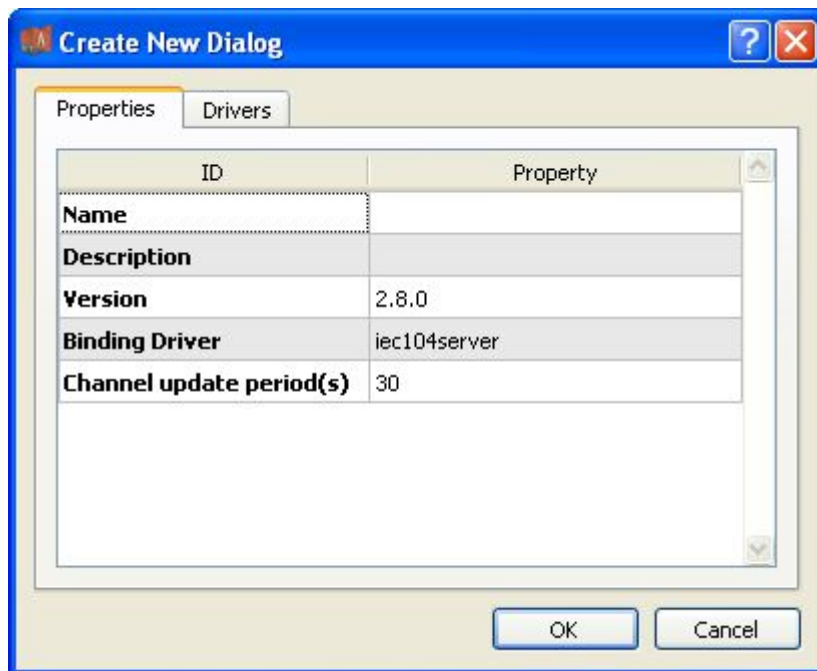 Create New Dialog
Properties Drivers
ID Property
Name
Description
Version 2.8.0
Binding Driver iec104server
Channel update period(s) 30
OK Cancel